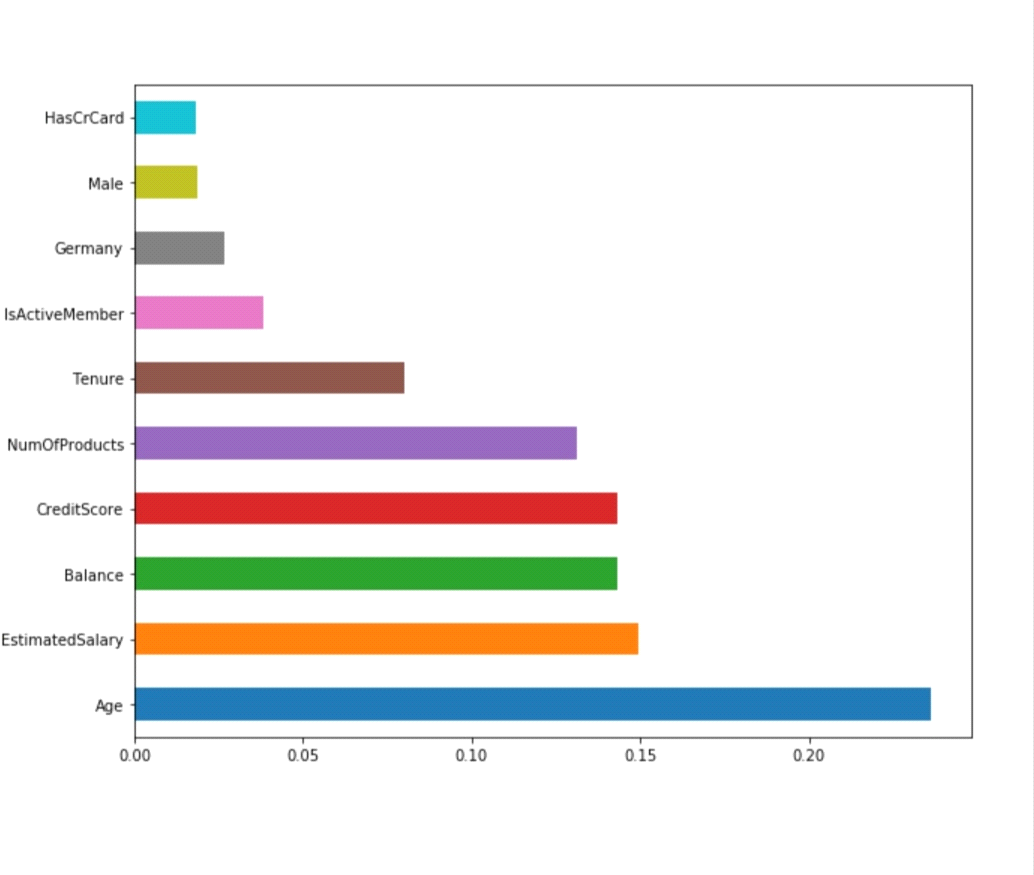 HasCrCard
Male
Germany
IsActiveMember
Tenure
NumOfProducts
CreditScore
Balance
EstimatedSalary
Age
0.00 0.05 0.10 0.15 0.20